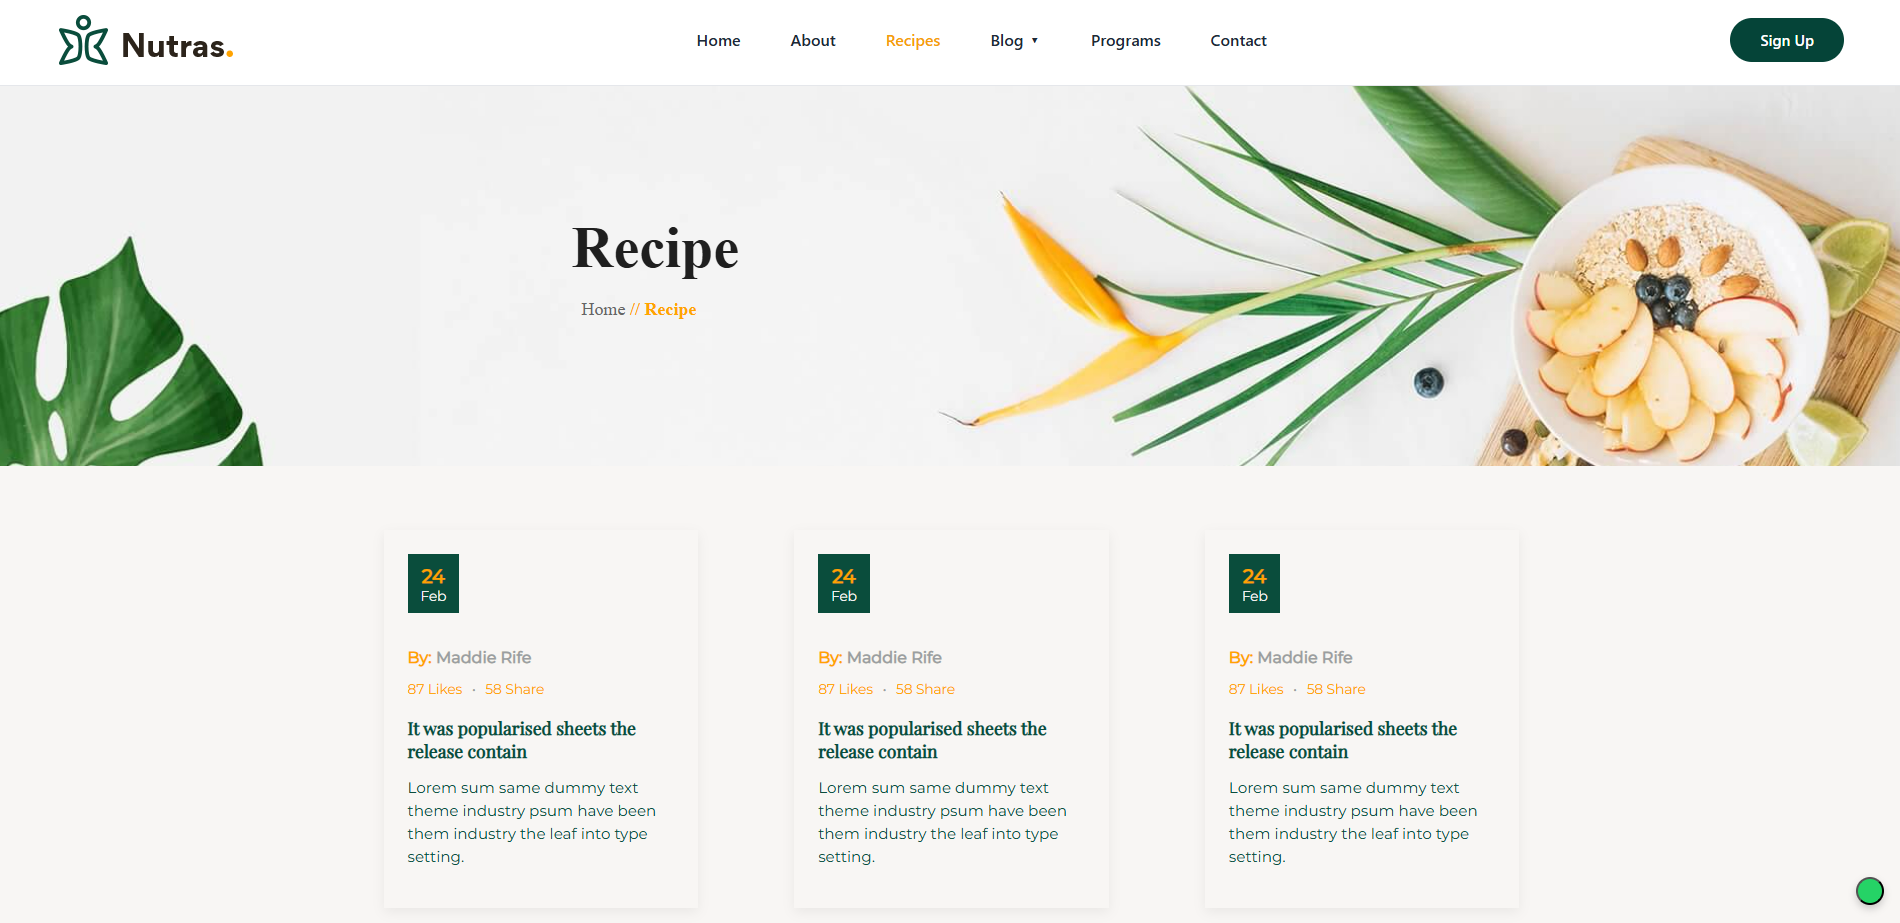 Nutras.
Home
About
Recipes
Blog ▼
Programs
Contact
Sign Up
Recipe
Home // Recipe
24
Feb
By: Maddie Rife
87 Likes · 58 Share
It was popularised sheets the
release contain
Lorem sum same dummy text
theme industry psum have been
them industry the leaf into type
setting.
24
Feb
By: Maddie Rife
87 Likes · 58 Share
It was popularised sheets the
release contain
Lorem sum same dummy text
theme industry psum have been
them industry the leaf into type
setting.
24
Feb
By: Maddie Rife
87 Likes · 58 Share
It was popularised sheets the
release contain
Lorem sum same dummy text
theme industry psum have been
them industry the leaf into type
setting.